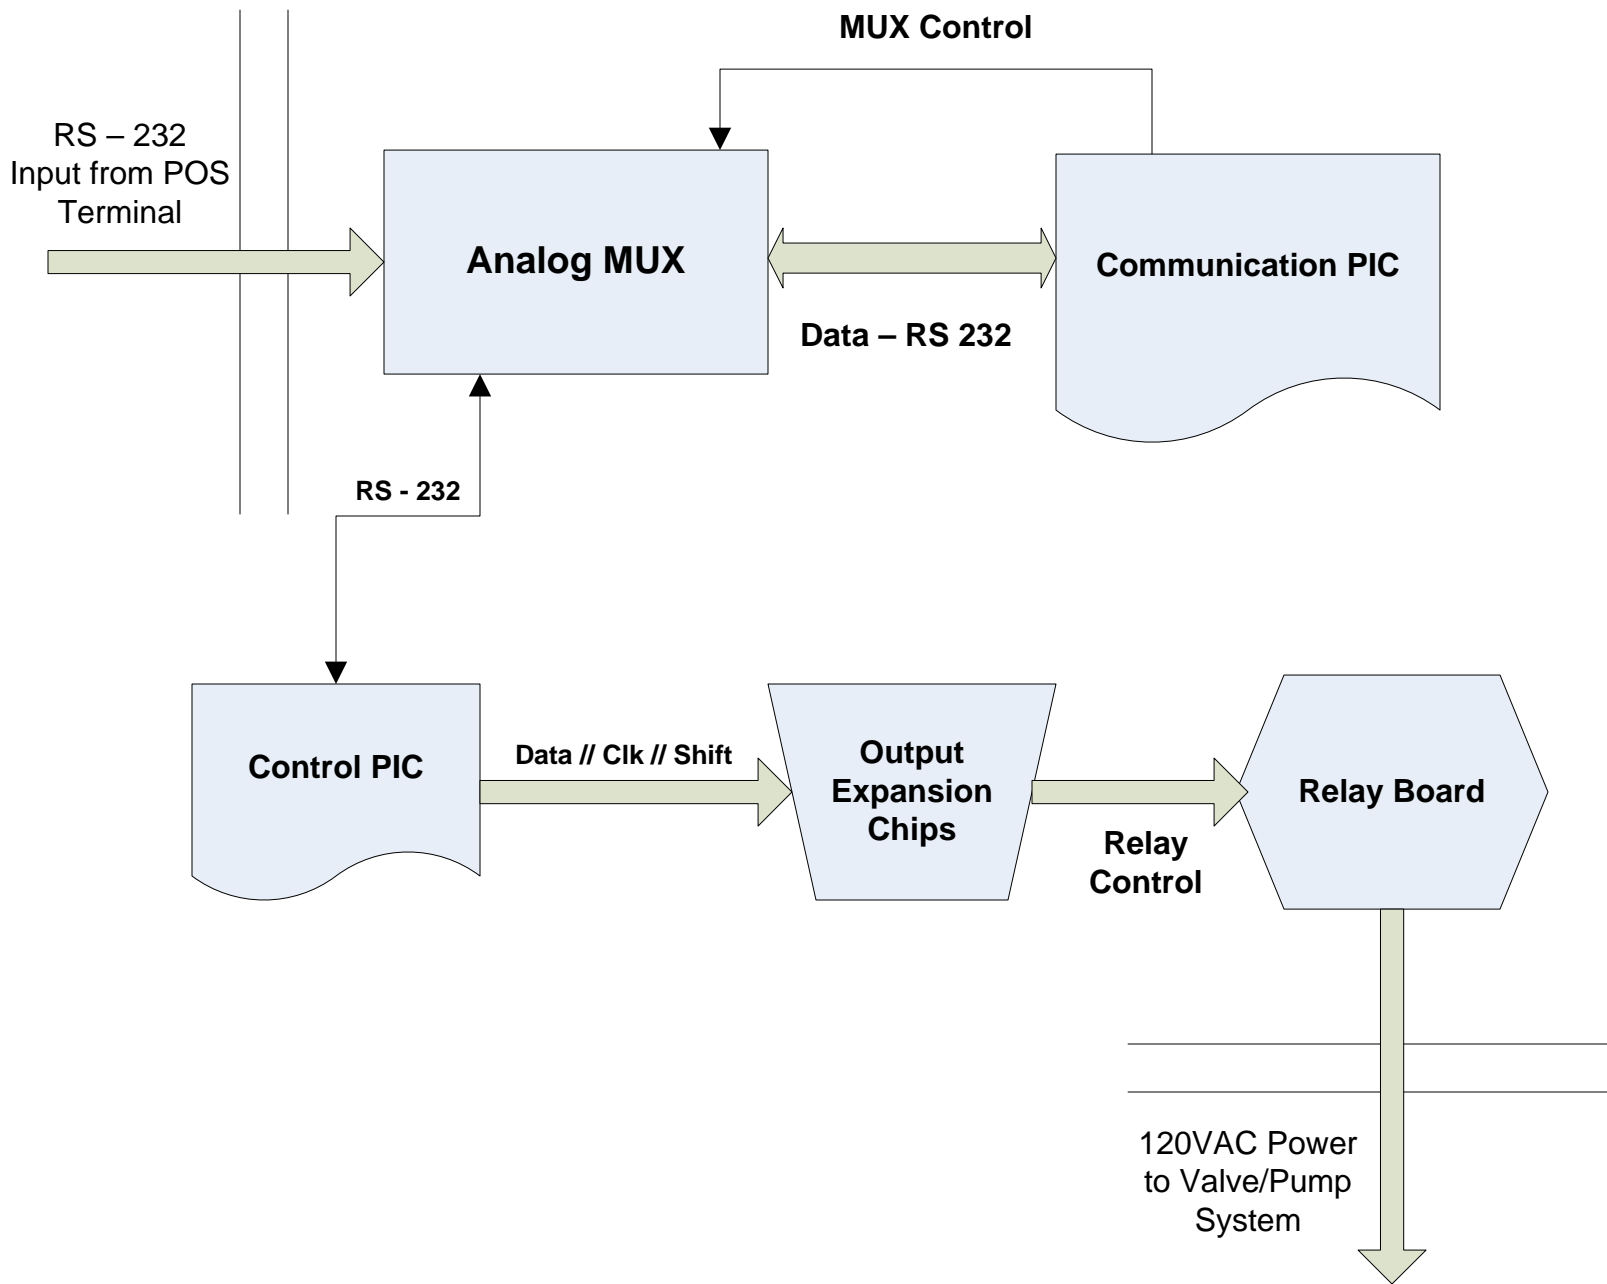 MUX Control
RS – 232
Input from POS
Terminal
Analog MUX
Communication PIC
Data – RS 232
RS - 232
Control PIC
Data // Clk // Shift
Output
Expansion
Chips
Relay
Control
Relay Board
120VAC Power
to Valve/Pump
System